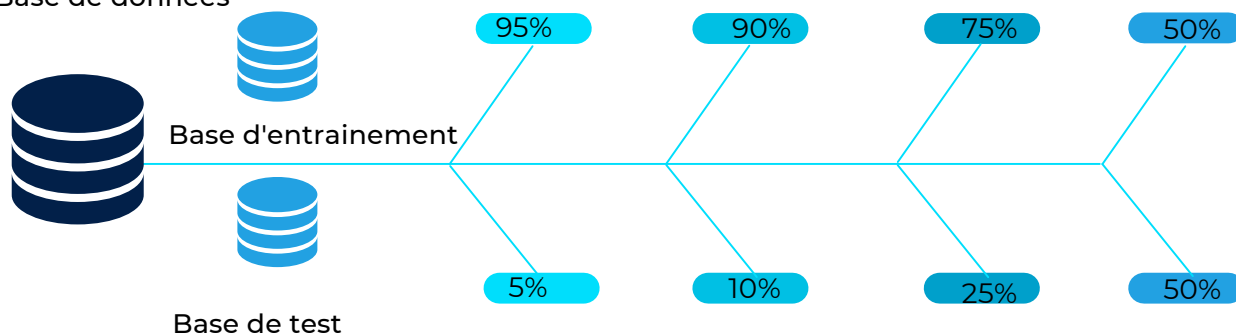 Base de données
95% 90% 75% 50%
Base d'entrainement
5% 10% 25% 50%
Base de test